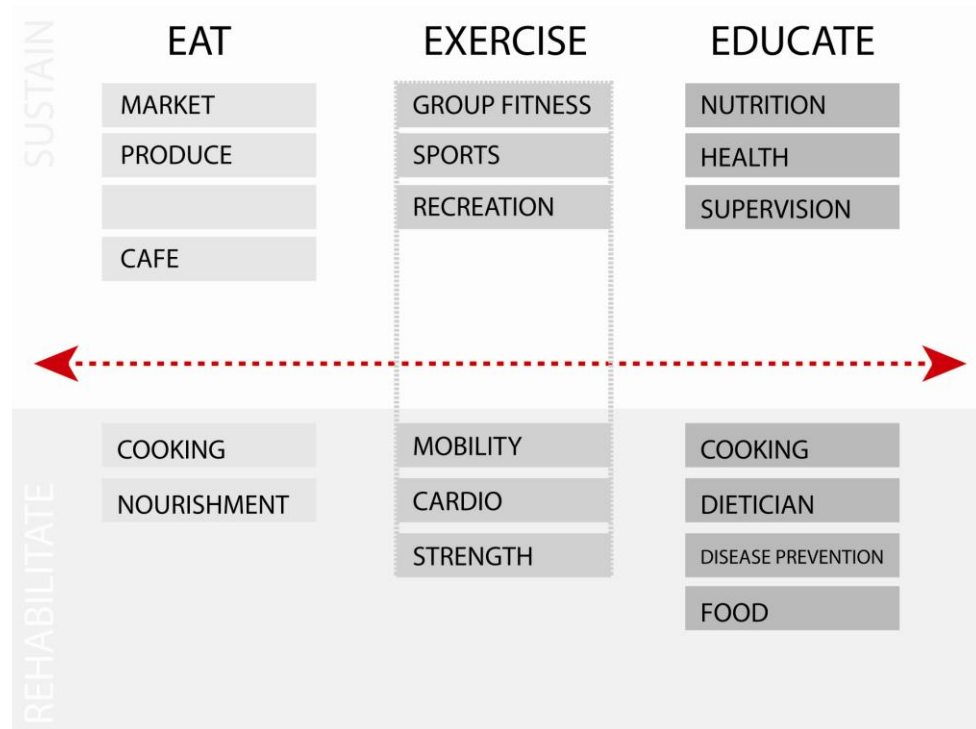 SUSTAIN
EAT
MARKET
PRODUCE
CAFE
EXERCISE
GROUP FITNESS
SPORTS
RECREATION
EDUCATE
NUTRITION
HEALTH
SUPERVISION
REHABILITATE
COOKING
NOURISHMENT
MOBILITY
CARDIO
STRENGTH
COOKING
DIETICIAN
DISEASE PREVENTION
FOOD